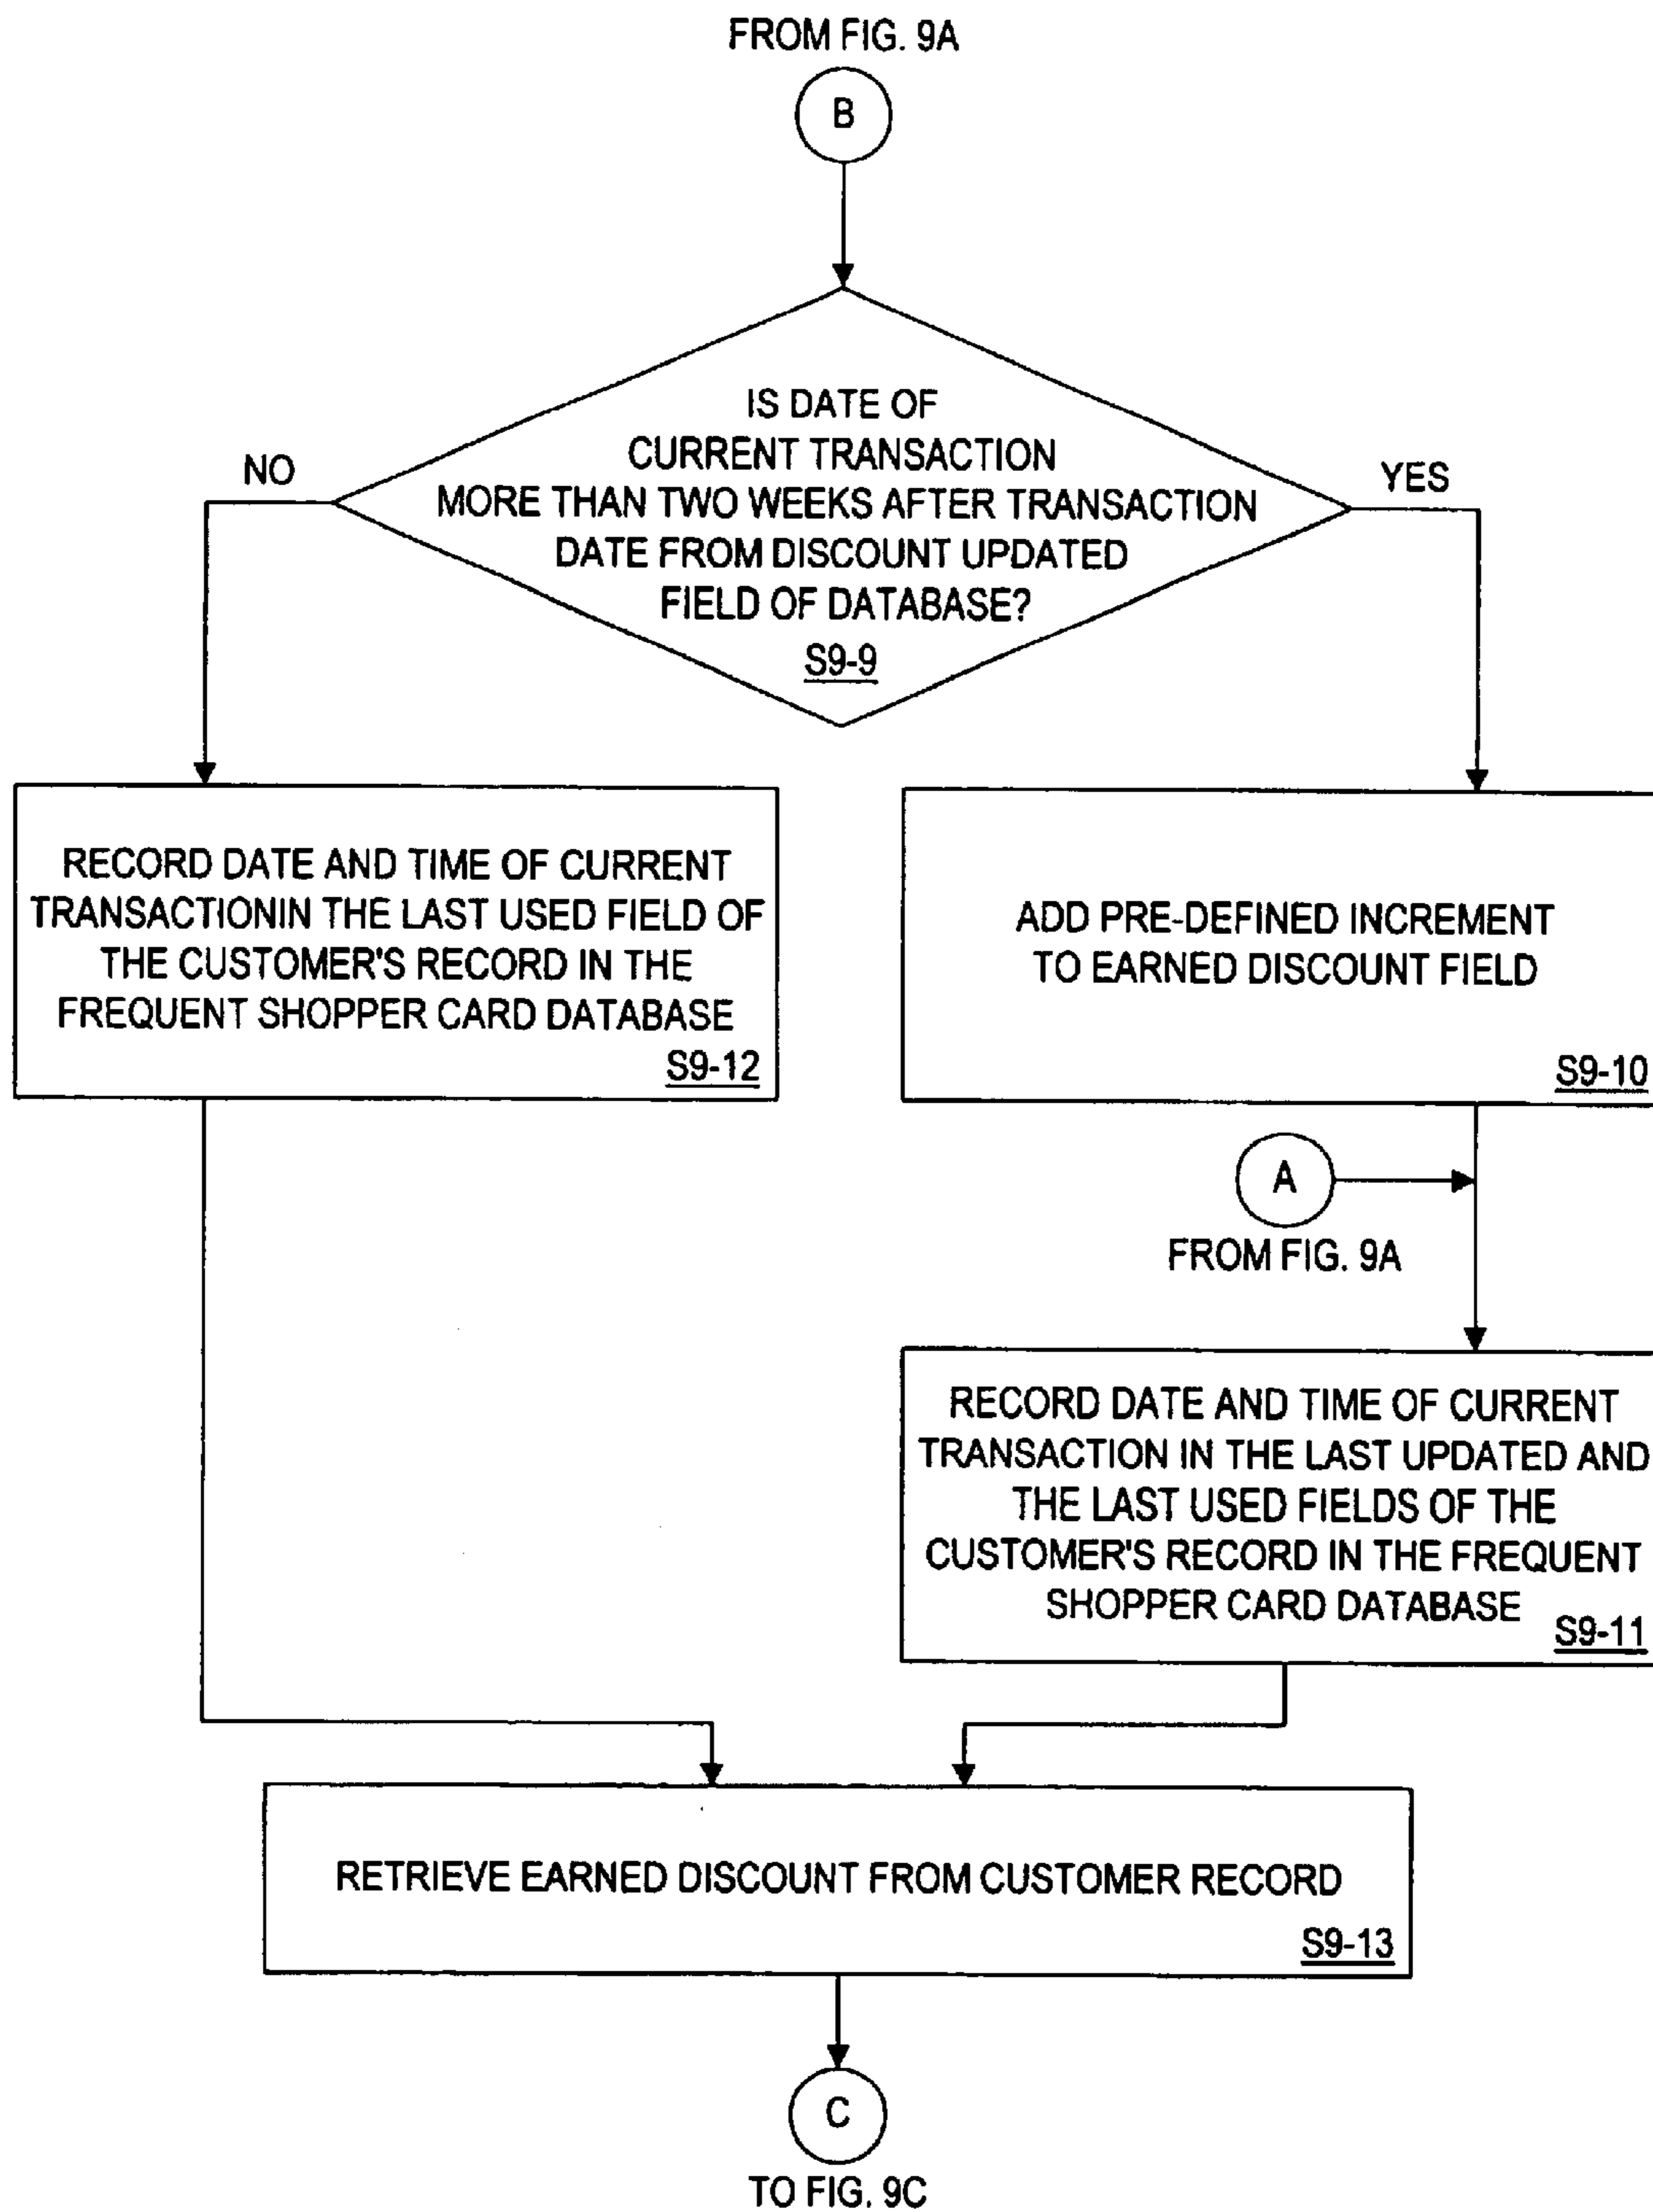 FROM FIG. 9A
B
IS DATE OF
CURRENT TRANSACTION
MORE THAN TWO WEEKS AFTER TRANSACTION
DATE FROM DISCOUNT UPDATED
FIELD OF DATABASE?
S9-9
NO
YES
RECORD DATE AND TIME OF CURRENT
TRANSACTIONIN THE LAST USED FIELD OF
THE CUSTOMER'S RECORD IN THE
FREQUENT SHOPPER CARD DATABASE
S9-12
ADD PRE-DEFINED INCREMENT
TO EARNED DISCOUNT FIELD
S9-10
A
FROM FIG. 9A
RECORD DATE AND TIME OF CURRENT
TRANSACTION IN THE LAST UPDATED AND
THE LAST USED FIELDS OF THE
CUSTOMER'S RECORD IN THE FREQUENT
SHOPPER CARD DATABASE
S9-11
RETRIEVE EARNED DISCOUNT FROM CUSTOMER RECORD
S9-13
C
TO FIG. 9C